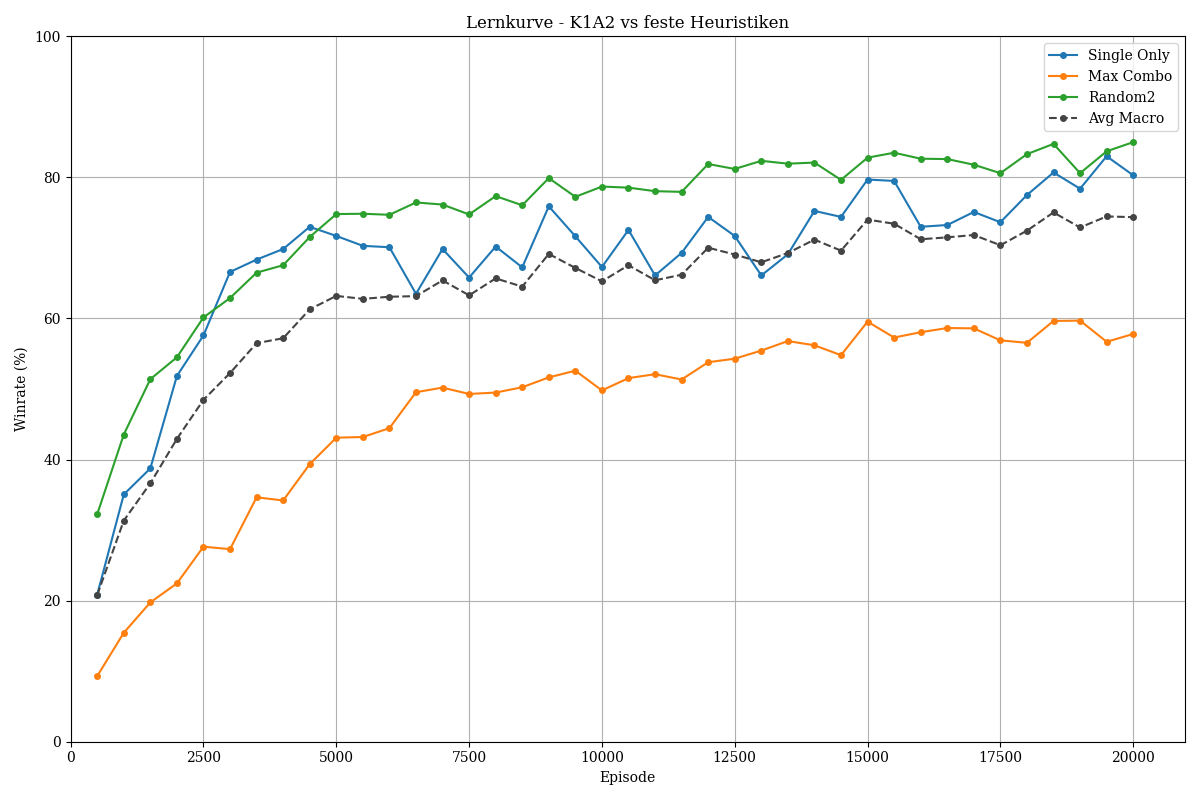 Lernkurve - K1A2 vs feste Heuristiken
100
80
60
40
20
0
Winrate (%)
Single Only
Max Combo
Random2
Avg Macro
0 2500 5000 7500 10000 12500 15000 17500 20000
Episode